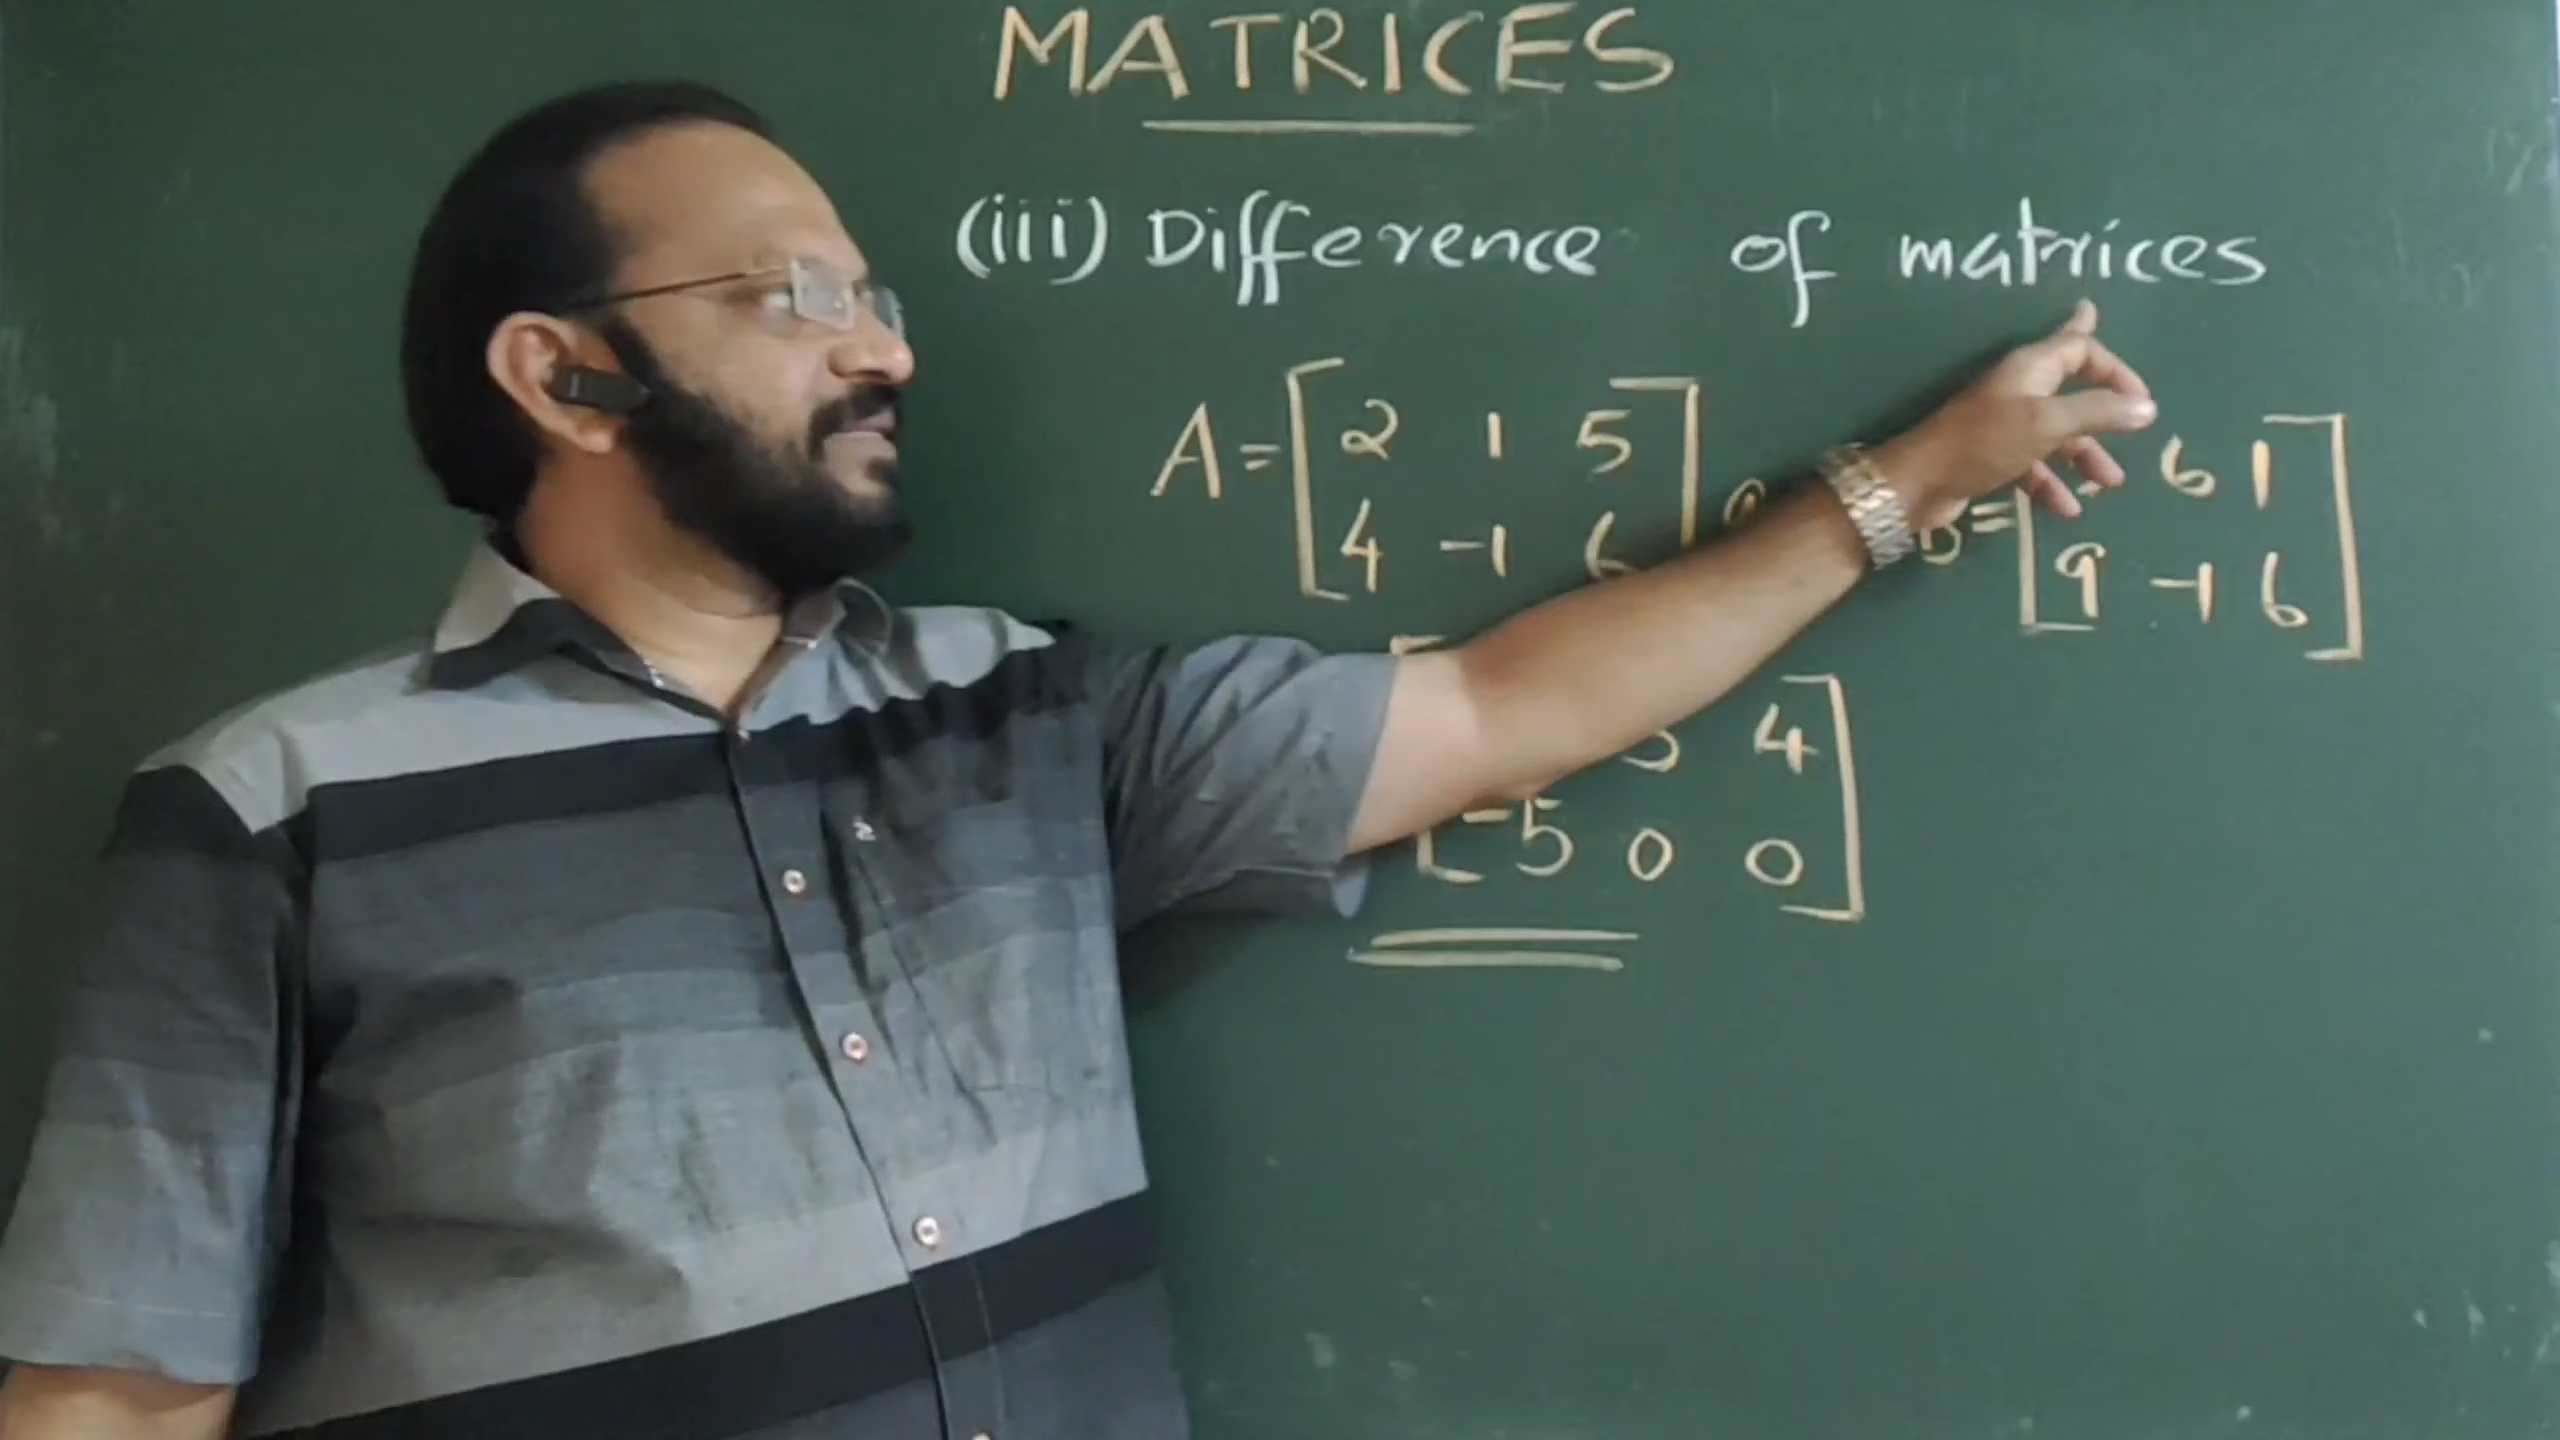 MATRICES
(iii) Difference of matrices
A = [ 2 1 5
4 -1 6 ] B = [ 6 1
9 -1 6 ]
4
-5 0 0 ]